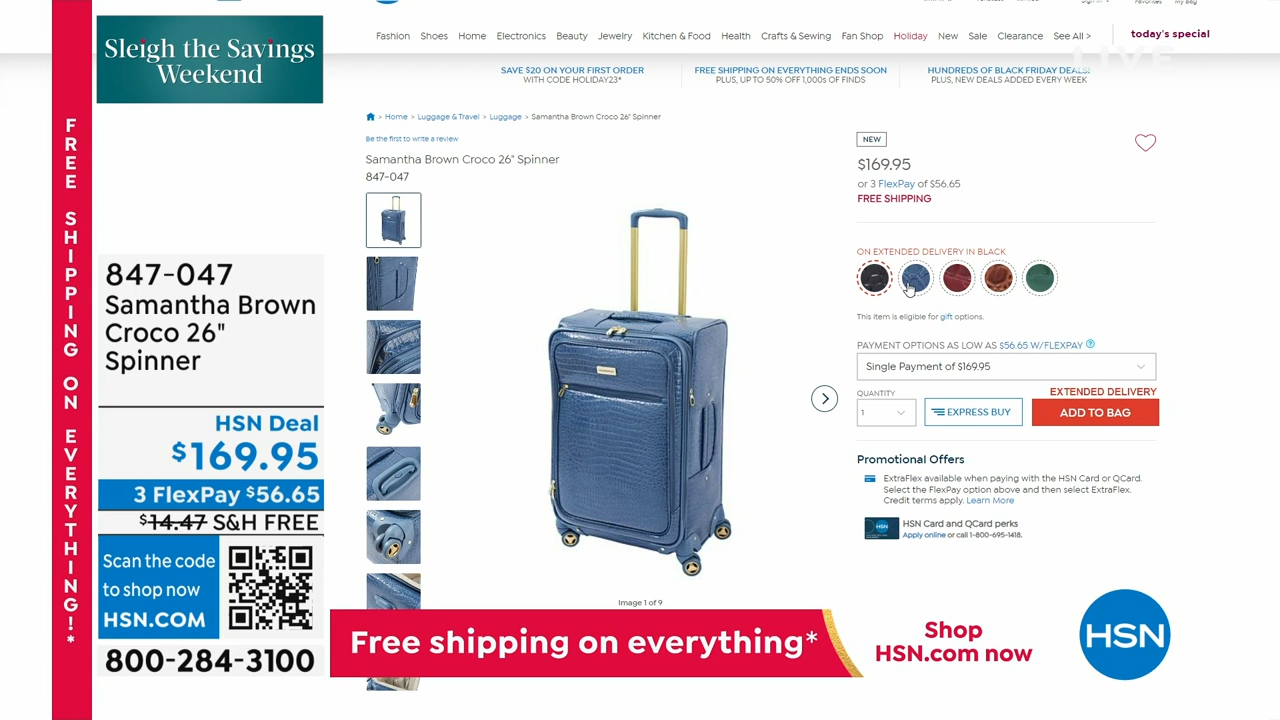 Sleigh the Savings
Weekend
FREE SHIPPING ON EVERYTHING!*
847-047
Samantha Brown
Croco 26"
Spinner
HSN Deal
$169.95
3 FlexPay $56.65
$14.47 S&H FREE
Scan the code
to shop now
HSN.COM
800-284-3100
Fashion Shoes Home Electronics Beauty Jewelry Kitchen & Food Health Crafts & Sewing Fan Shop Holiday New Sale Clearance See All >
today's special
LIVE
SAVE $20 ON YOUR FIRST ORDER
WITH CODE HOLIDAY23*
FREE SHIPPING ON EVERYTHING ENDS SOON
PLUS, UP TO 50% OFF 1,000s OF FINDS
HUNDREDS OF BLACK FRIDAY DEALS!
PLUS, NEW DEALS ADDED EVERY WEEK
> Home > Luggage & Travel > Luggage > Samantha Brown Croco 26" Spinner
Be the first to write a review
Samantha Brown Croco 26" Spinner
847-047
Image 1 of 9
NEW
$169.95
or 3 FlexPay of $56.65
FREE SHIPPING
ON EXTENDED DELIVERY IN BLACK
This item is eligible for gift options.
PAYMENT OPTIONS AS LOW AS $56.65 W/FLEXPAY ?
Single Payment of $169.95
QUANTITY
1
EXPRESS BUY
EXTENDED DELIVERY
ADD TO BAG
Promotional Offers
ExtraFlex available when paying with the HSN Card or QCard.
Select the FlexPay option above and then select ExtraFlex.
Credit terms apply. Learn More
HSN
HSN Card and QCard perks
Apply online or call 1-800-695-1418.
Free shipping on everything*
Shop
HSN.com now
HSN